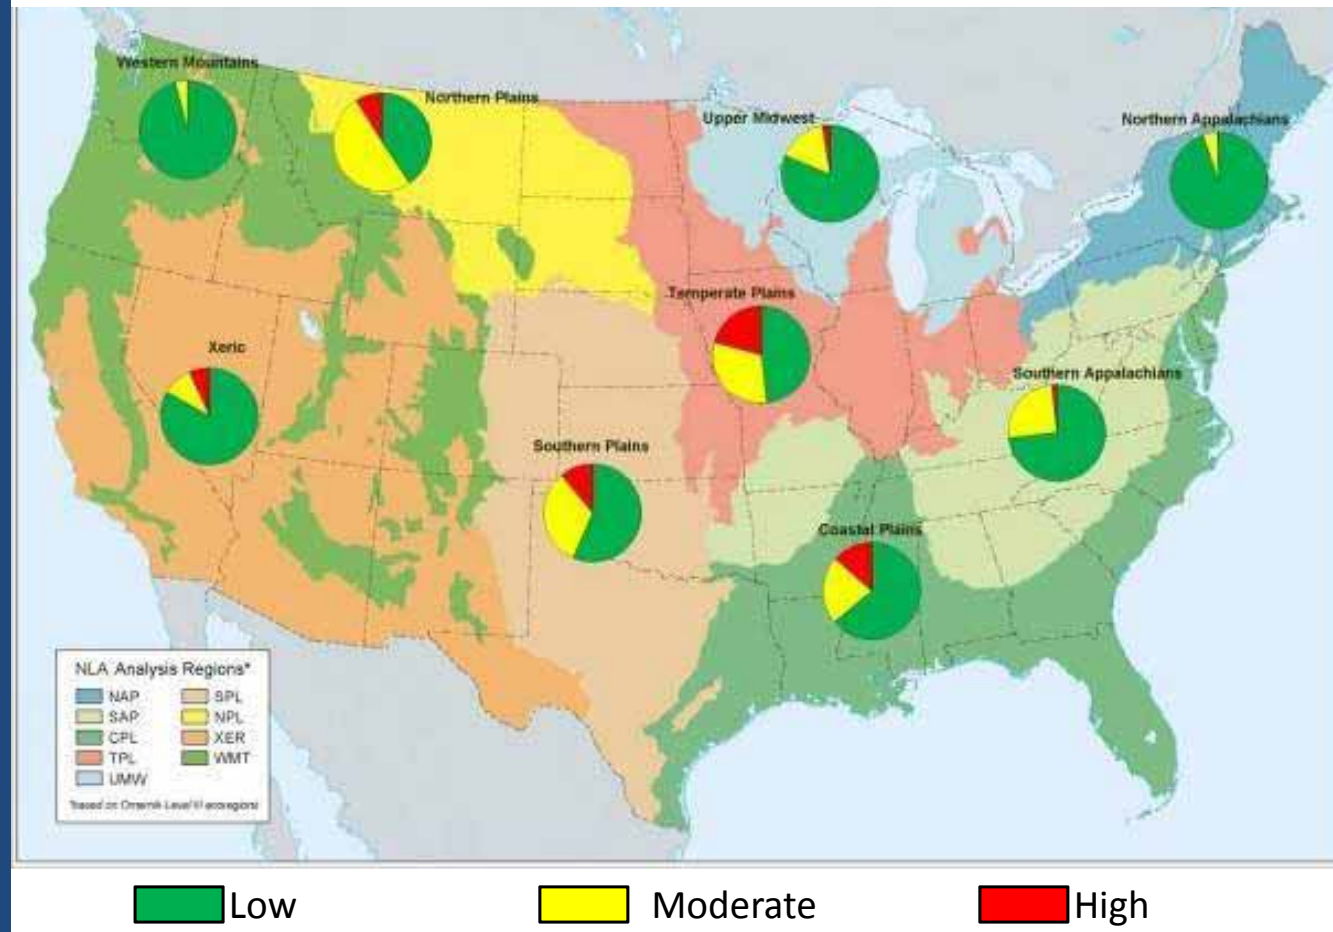 Western Mountains
Northern Plains
Upper Midwest
Northern Appalachians
Temperate Plains
Xeric
Southern Appalachians
Southern Plains
Coastal Plains
NLA Analysis Regions*
NAP
SPL
SAP
NPL
CPL
XER
TPL
WMT
UMW
*based on Omernik Level III ecoregions
Low
Moderate
High